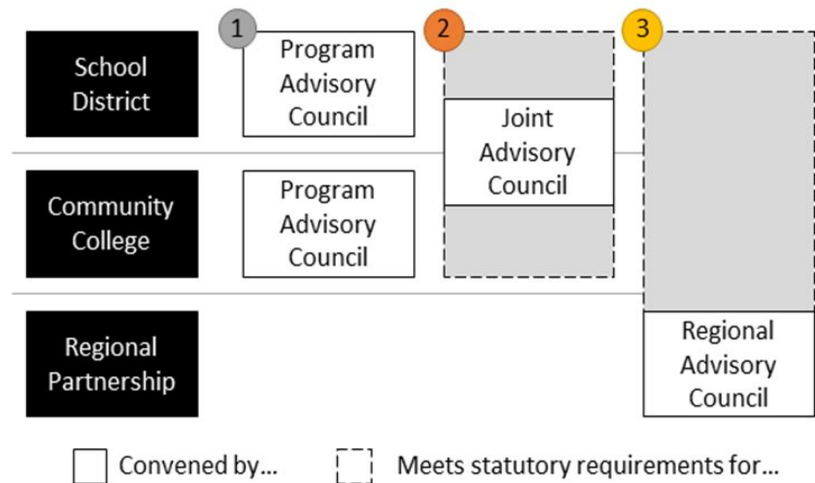 1
2
3
School
District
Program
Advisory
Council
Joint
Advisory
Council
Community
College
Program
Advisory
Council
Regional
Partnership
Regional
Advisory
Council
Convened by...
Meets statutory requirements for...